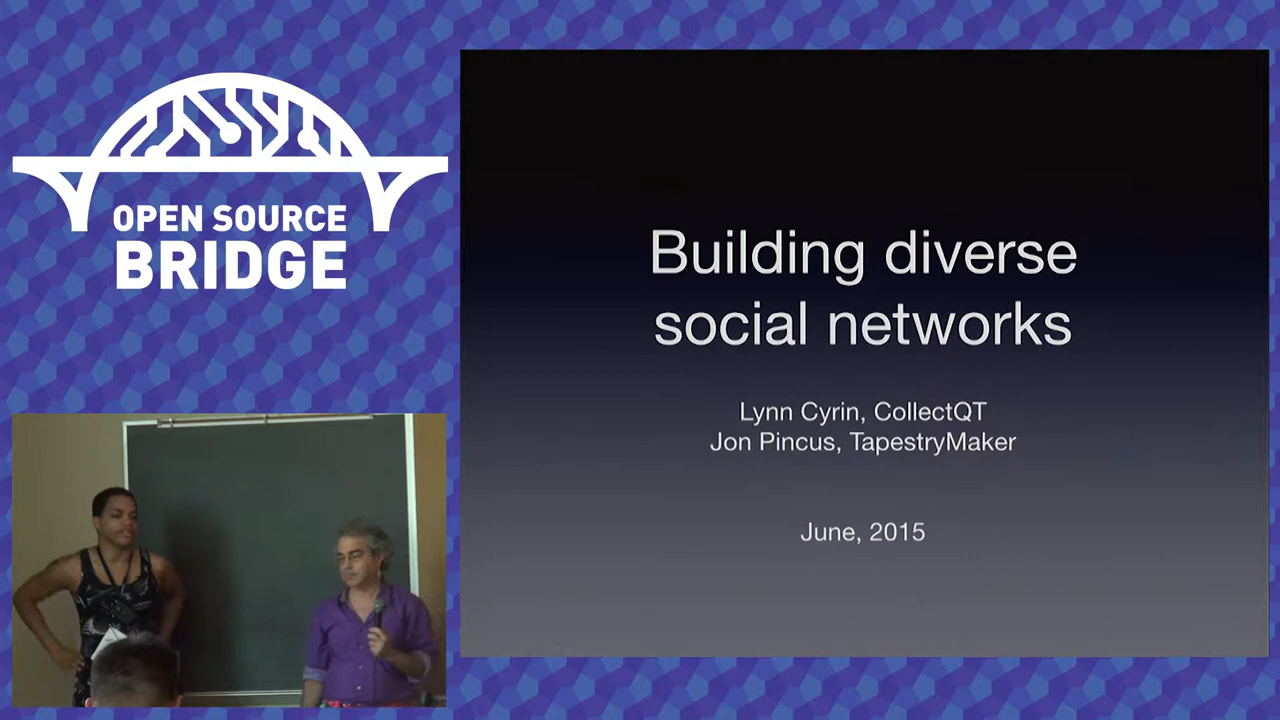 OPEN SOURCE
BRIDGE
Building diverse
social networks
Lynn Cyrin, CollectQT
Jon Pincus, TapestryMaker
June, 2015